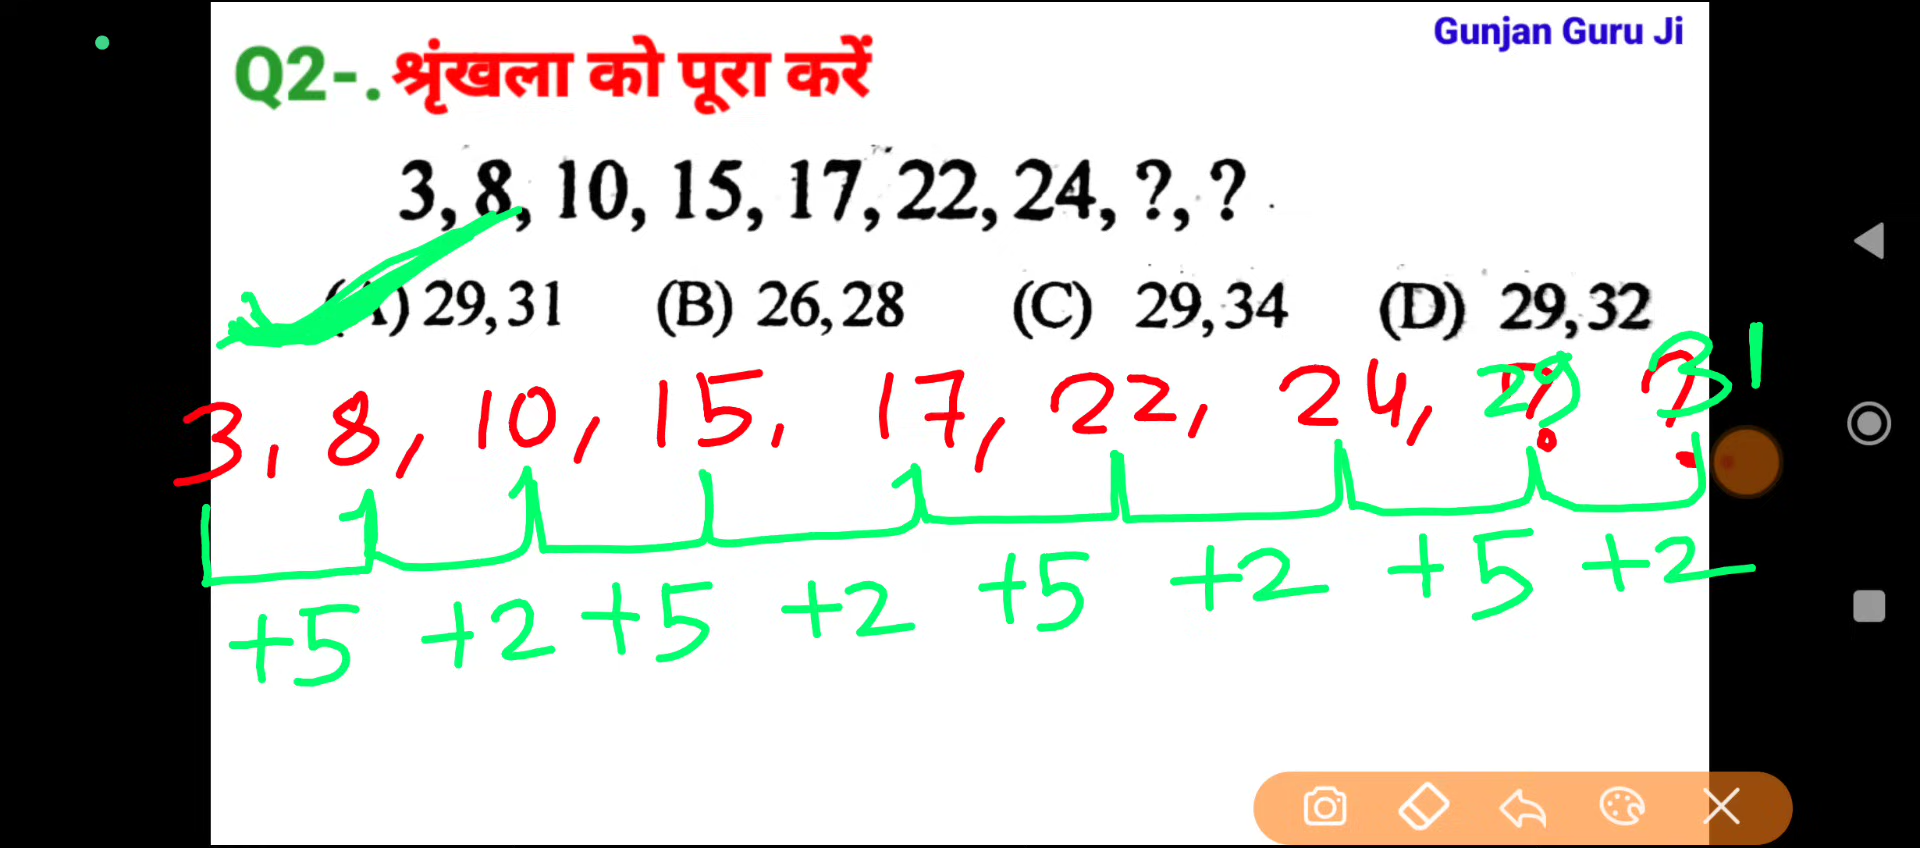 Gunjan Guru Ji
Q2-. श्रृंखला को पूरा करें
3, 8, 10, 15, 17, 22, 24, ?, ?
(A) 29, 31 (B) 26, 28 (C) 29, 34 (D) 29, 32
3, 8, 10, 15, 17, 22, 24, 29 31
+5 +2 +5 +2 +5 +2 +5 +2